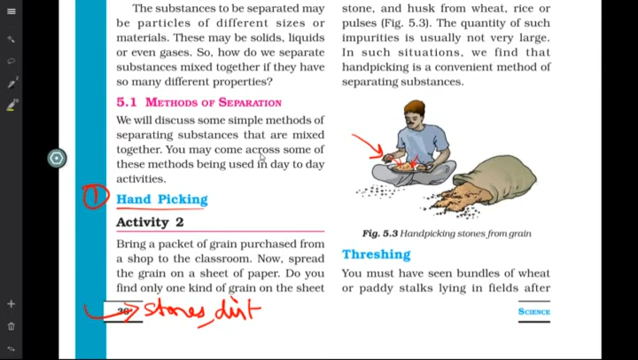 The substances to be separated may
be particles of different sizes or
materials. These may be solids, liquids
or even gases. So, how do we separate
substances mixed together if they have
so many different properties?
5.1 METHODS OF SEPARATION
We will discuss some simple methods of
separating substances that are mixed
together. You may come across some of
these methods being used in day to day
activities.
1
Hand Picking
Activity 2
Bring a packet of grain purchased from
a shop to the classroom. Now, spread
the grain on a sheet of paper. Do you
find only one kind of grain on the sheet
stones, dirt
stone, and husk from wheat, rice or
pulses (Fig. 5.3). The quantity of such
impurities is usually not very large.
In such situations, we find that
handpicking is a convenient method of
separating substances.
Fig. 5.3 Handpicking stones from grain
Threshing
You must have seen bundles of wheat
or paddy stalks lying in fields after
SCIENCE